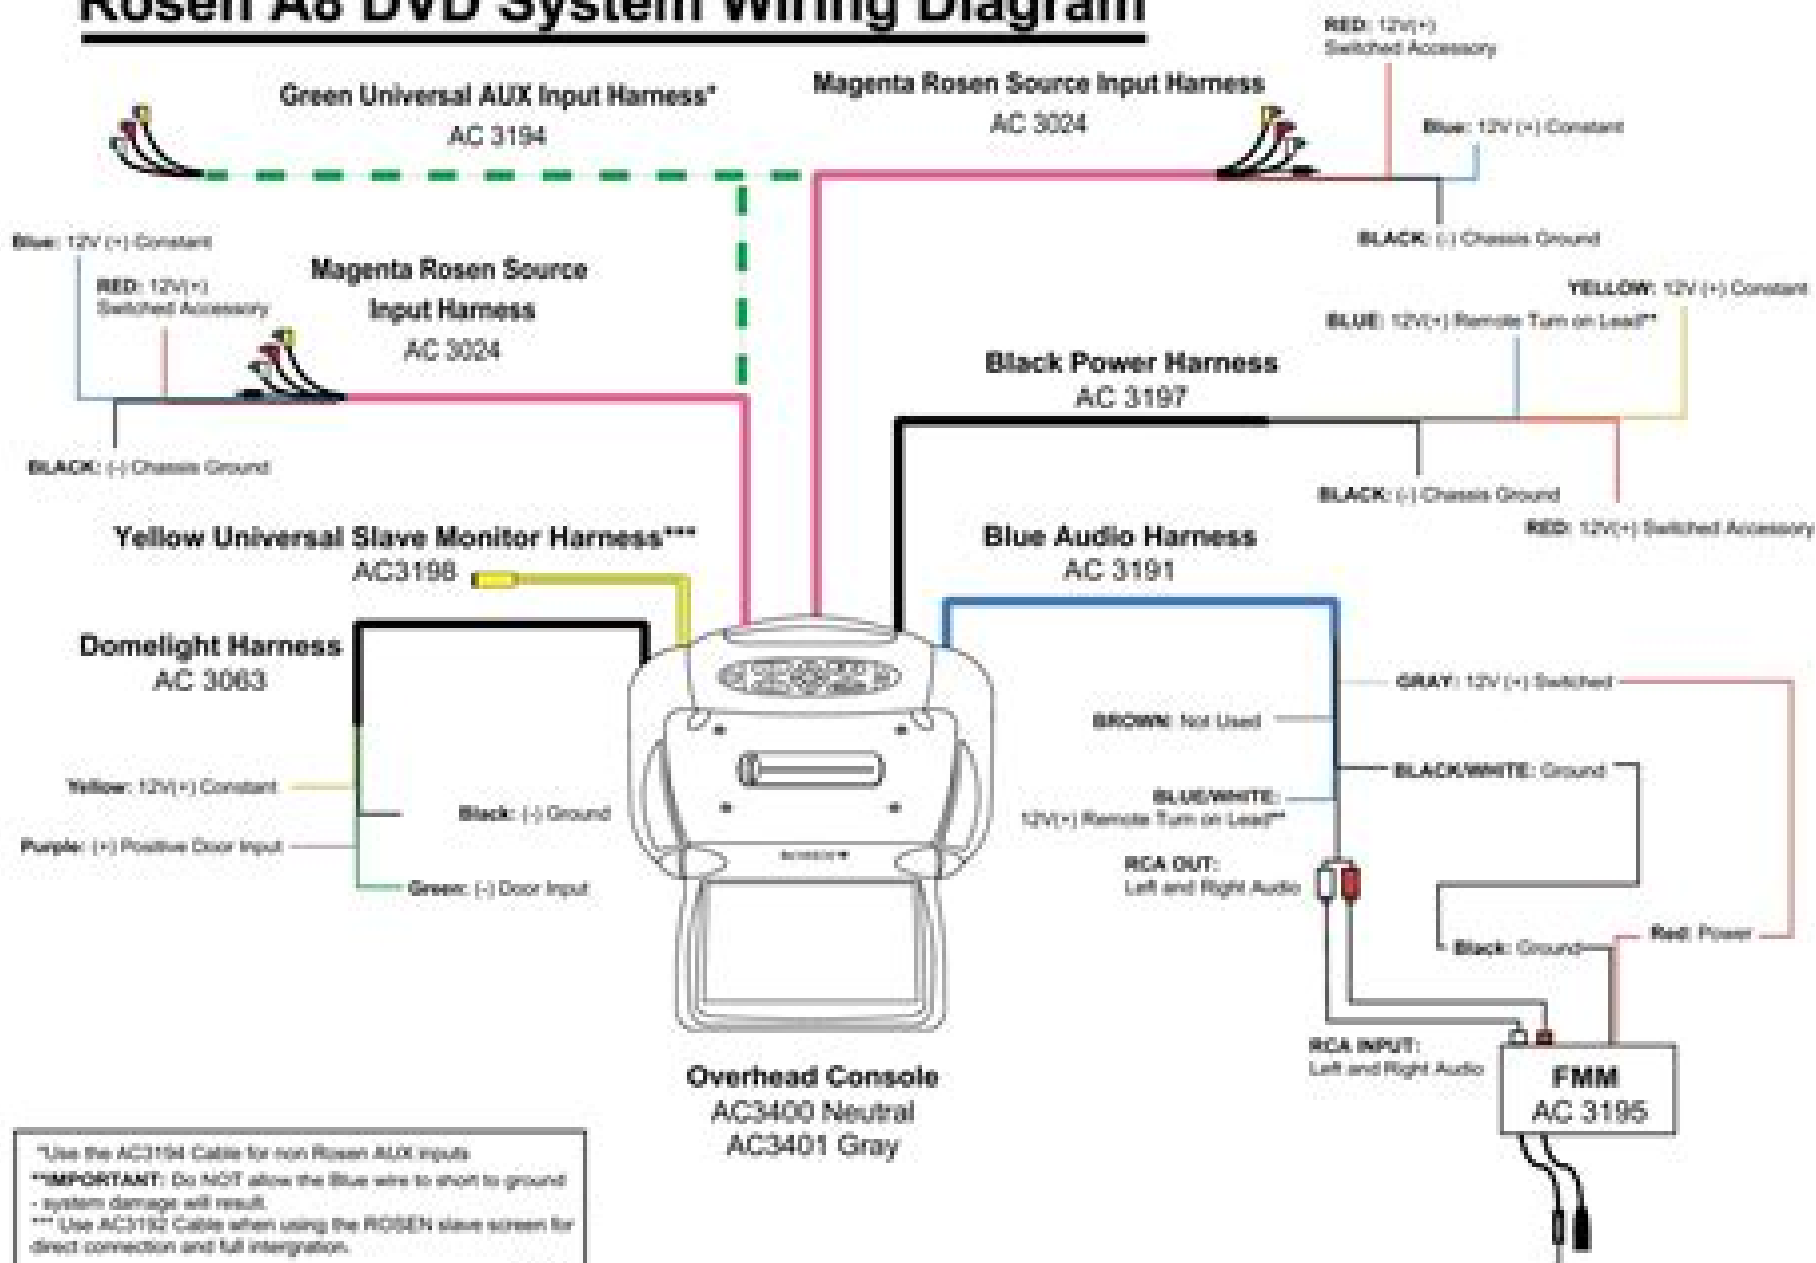 Rosen A8 DVD System Wiring Diagram
RED: 12V(+)
Switched Accessory
Green Universal AUX Input Harness*
AC 3194
Magenta Rosen Source Input Harness
AC 3024
Blue: 12V (+) Constant
BLACK: (-) Chassis Ground
Blue: 12V (+) Constant
RED: 12V(+)
Switched Accessory
Magenta Rosen Source
Input Harness
AC 3024
BLACK: (-) Chassis Ground
YELLOW: 12V (+) Constant
BLUE: 12V(+) Remote Turn on Lead**
Black Power Harness
AC 3197
BLACK: (-) Chassis Ground
RED: 12V(+) Switched Accessory
Yellow Universal Slave Monitor Harness***
AC3198
Blue Audio Harness
AC 3191
Domelight Harness
AC 3063
Yellow: 12V(+) Constant
Black: (-) Ground
Purple: (+) Positive Door Input
Green: (-) Door Input
GRAY: 12V (+) Switched
BROWN: Not Used
BLACK/WHITE: Ground
BLUE/WHITE:
12V(+) Remote Turn on Lead**
RCA OUT:
Left and Right Audio
Black: Ground
Red: Power
RCA INPUT:
Left and Right Audio
FMM
AC 3195
Overhead Console
AC3400 Neutral
AC3401 Gray
*Use the AC3194 Cable for non Rosen AUX inputs
**IMPORTANT: Do NOT allow the Blue wire to short to ground
- system damage will result.
*** Use AC3192 Cable when using the ROSEN slave screen for
direct connection and full intergration.